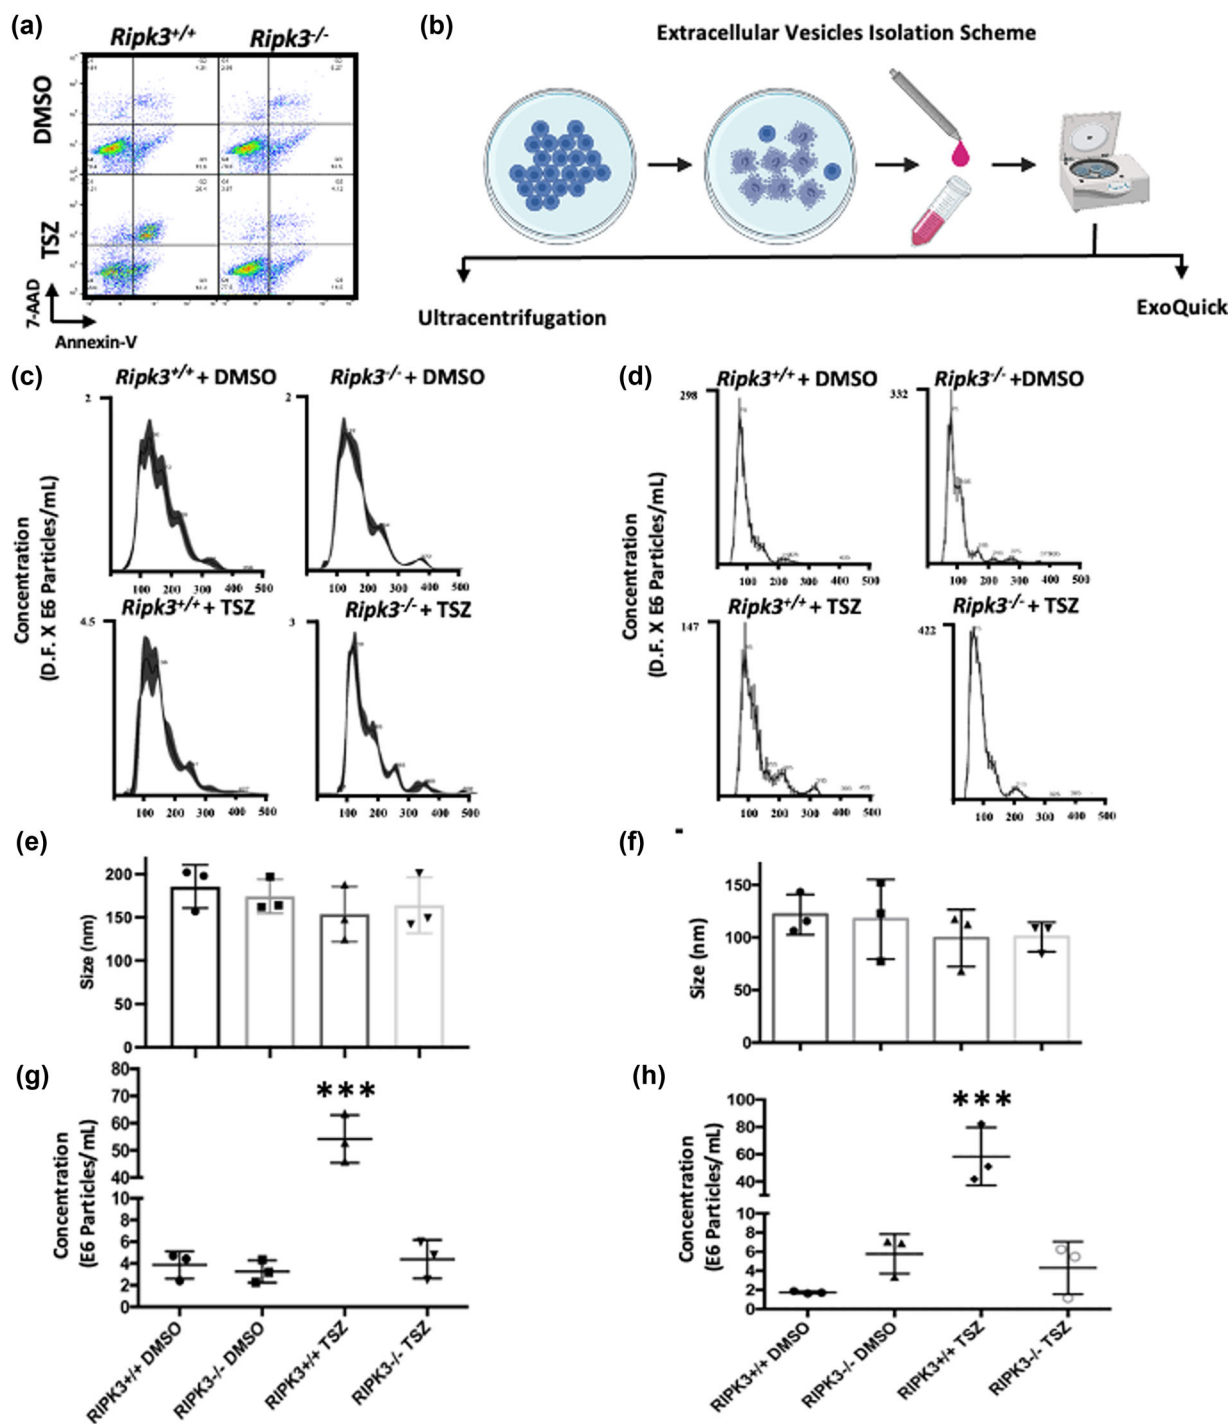 (a)
Ripk3+/+ Ripk3-/-
DMSO
TSZ
7-AAD
Annexin-V
(b)
Extracellular Vesicles Isolation Scheme
Ultracentrifugation
ExoQuick
(c)
Ripk3+/+ + DMSO
Ripk3-/- + DMSO
2
2
100 200 300 400 500
100 200 300 400 500
Concentration
(D.F. X E6 Particles/mL)
Ripk3+/+ + TSZ
Ripk3-/- + TSZ
4.5
3
100 200 300 400 500
100 200 300 400 500
(d)
Ripk3+/+ + DMSO
Ripk3-/- +DMSO
298
332
100 200 300 400 500
100 200 300 400 500
Concentration
(D.F. X E6 Particles/mL)
Ripk3+/+ + TSZ
Ripk3-/- + TSZ
147
422
100 200 300 400 500
100 200 300 400 500
(e)
Size (nm)
200
150
100
50
0
(f)
Size (nm)
150
100
50
0
(g)
Concentration
(E6 Particles/mL)
80
70
60
50
40
10
8
6
4
2
0
***
RIPK3+/+ DMSO
RIPK3-/- DMSO
RIPK3+/+ TSZ
RIPK3-/- TSZ
(h)
Concentration
(E6 Particles/mL)
100
80
60
40
10
8
6
4
2
0
***
RIPK3+/+ DMSO
RIPK3-/- DMSO
RIPK3+/+ TSZ
RIPK3-/- TSZ